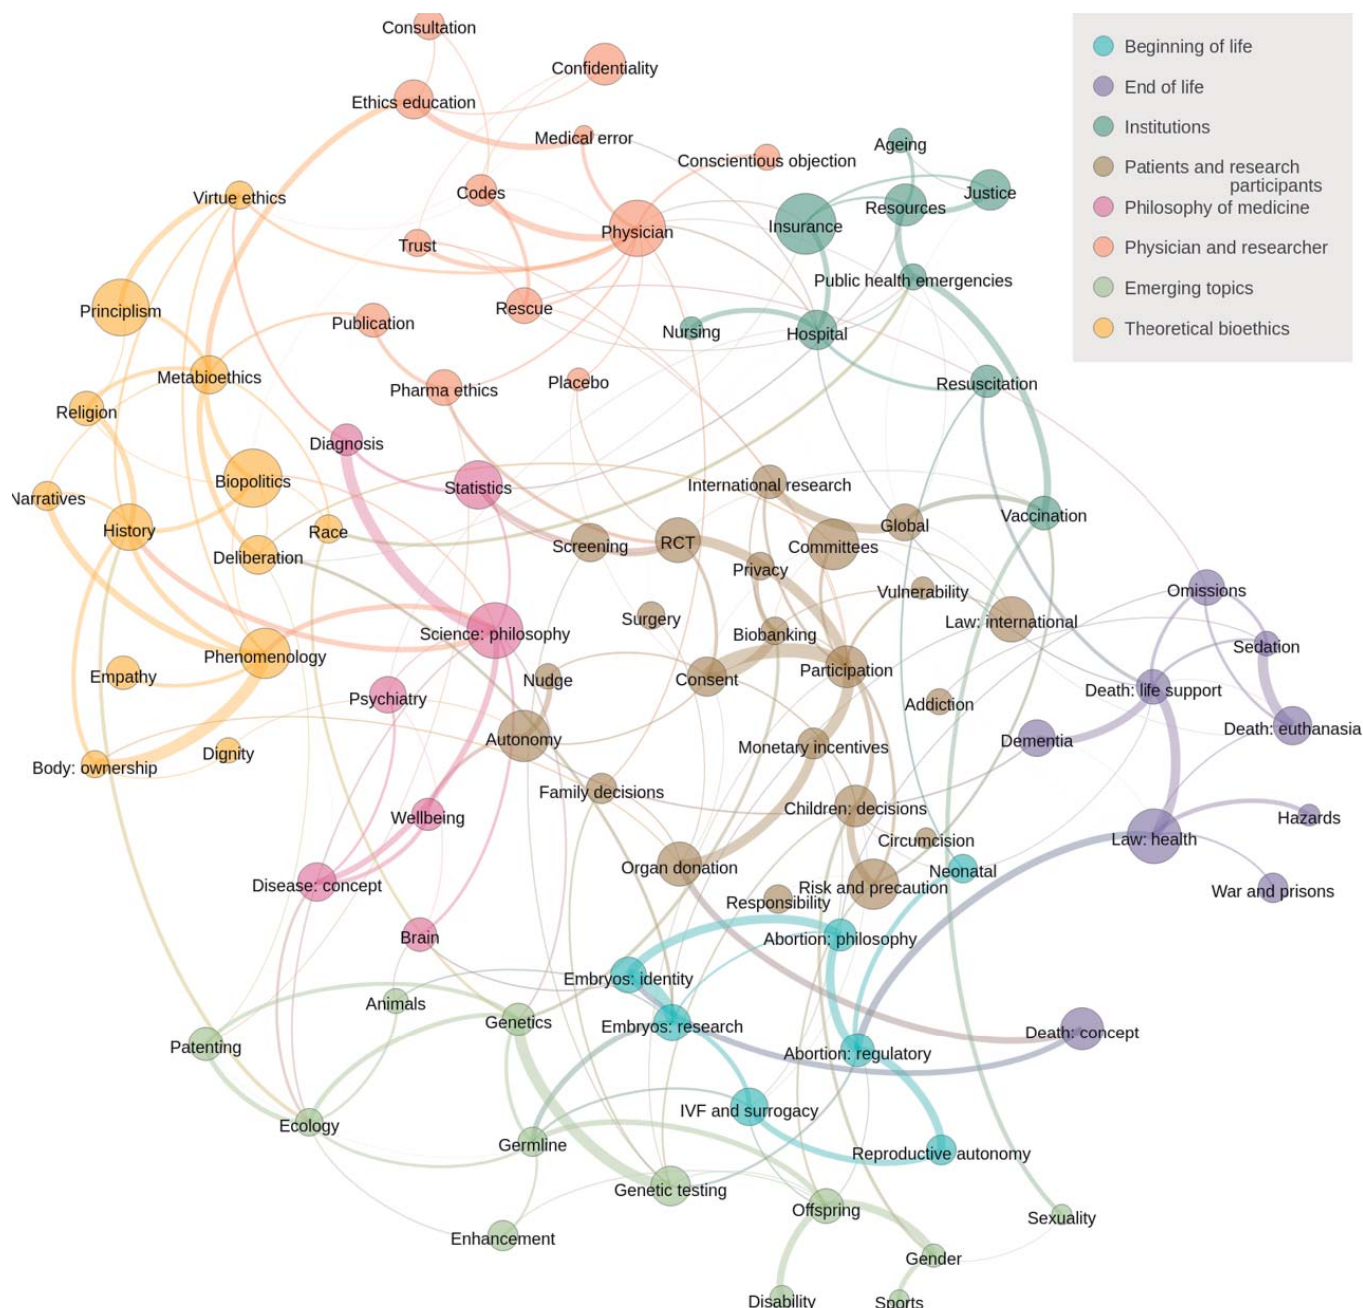 Consultation
Confidentiality
Ethics education
Medical error
Conscientious objection
Ageing
Virtue ethics
Codes
Justice
Resources
Insurance
Physician
Trust
Public health emergencies
Principlism
Rescue
Publication
Nursing
Hospital
Metabioethics
Pharma ethics
Placebo
Resuscitation
Religion
Diagnosis
Biopolitics
Statistics
International research
Narratives
History
Race
Deliberation
Screening
RCT
Committees
Global
Vaccination
Privacy
Vulnerability
Omissions
Surgery
Law: international
Science: philosophy
Biobanking
Sedation
Phenomenology
Empathy
Psychiatry
Nudge
Consent
Participation
Death: life support
Addiction
Death: euthanasia
Autonomy
Monetary incentives
Dementia
Body: ownership
Dignity
Family decisions
Children: decisions
Wellbeing
Hazards
Circumcision
Law: health
Organ donation
Neonatal
Disease: concept
Risk and precaution
War and prisons
Responsibility
Brain
Abortion: philosophy
Embryos: identity
Animals
Genetics
Embryos: research
Death: concept
Patenting
Abortion: regulatory
IVF and surrogacy
Ecology
Germline
Reproductive autonomy
Genetic testing
Offspring
Sexuality
Enhancement
Gender
Disability
Sports
Beginning of life
End of life
Institutions
Patients and research
participants
Philosophy of medicine
Physician and researcher
Emerging topics
Theoretical bioethics